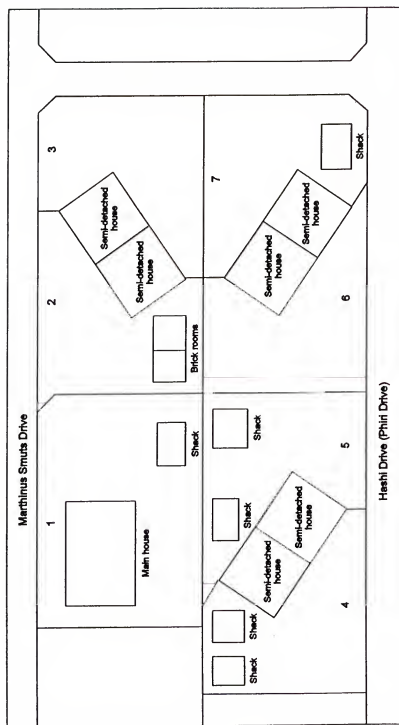 Marthinus Smuts Drive
1
Main house
Shack
2
Semi-detached
house
Brick rooms
3
Semi-detached
house
4
Shack
Shack
Semi-detached
house
5
Shack
Shack
Semi-detached
house
6
Semi-detached
house
7
Semi-detached
house
Shack
Hashi Drive (Phiri Drive)